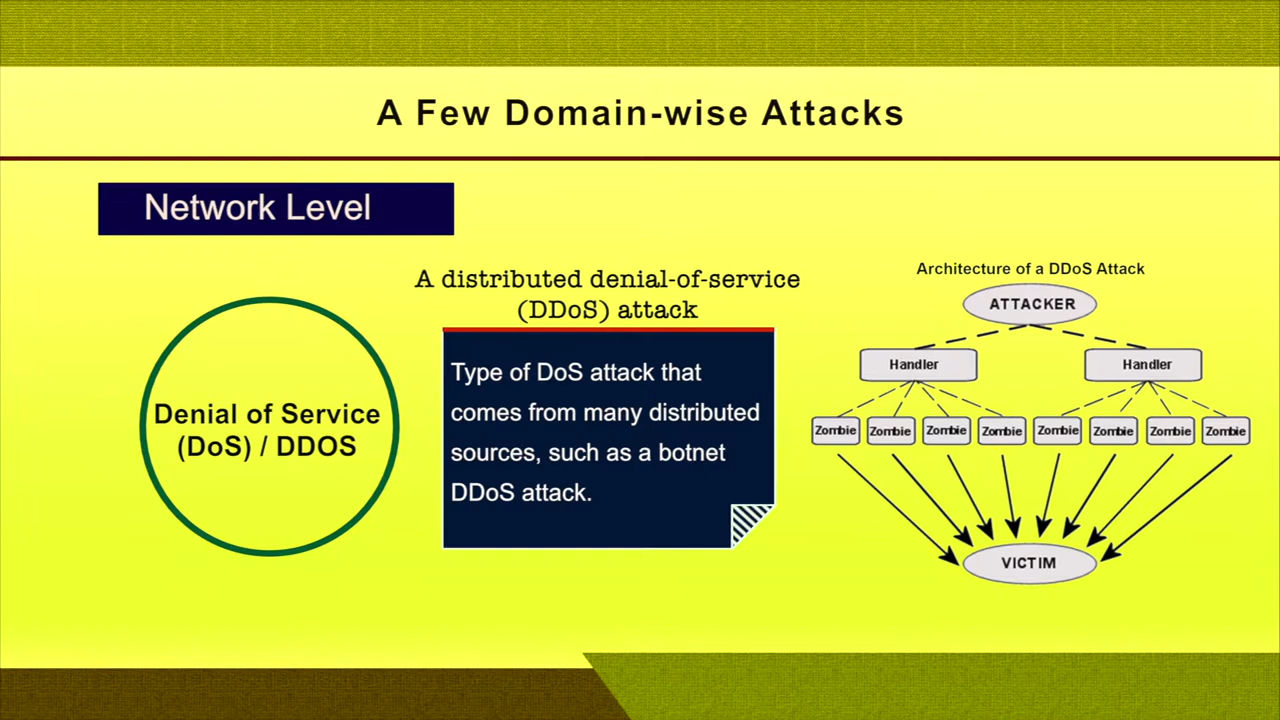 A Few Domain-wise Attacks
Network Level
Denial of Service
(DoS) / DDOS
A distributed denial-of-service
(DDoS) attack
Type of DoS attack that
comes from many distributed
sources, such as a botnet
DDoS attack.
Architecture of a DDoS Attack
ATTACKER
Handler Handler
Zombie Zombie Zombie Zombie Zombie Zombie Zombie Zombie
VICTIM